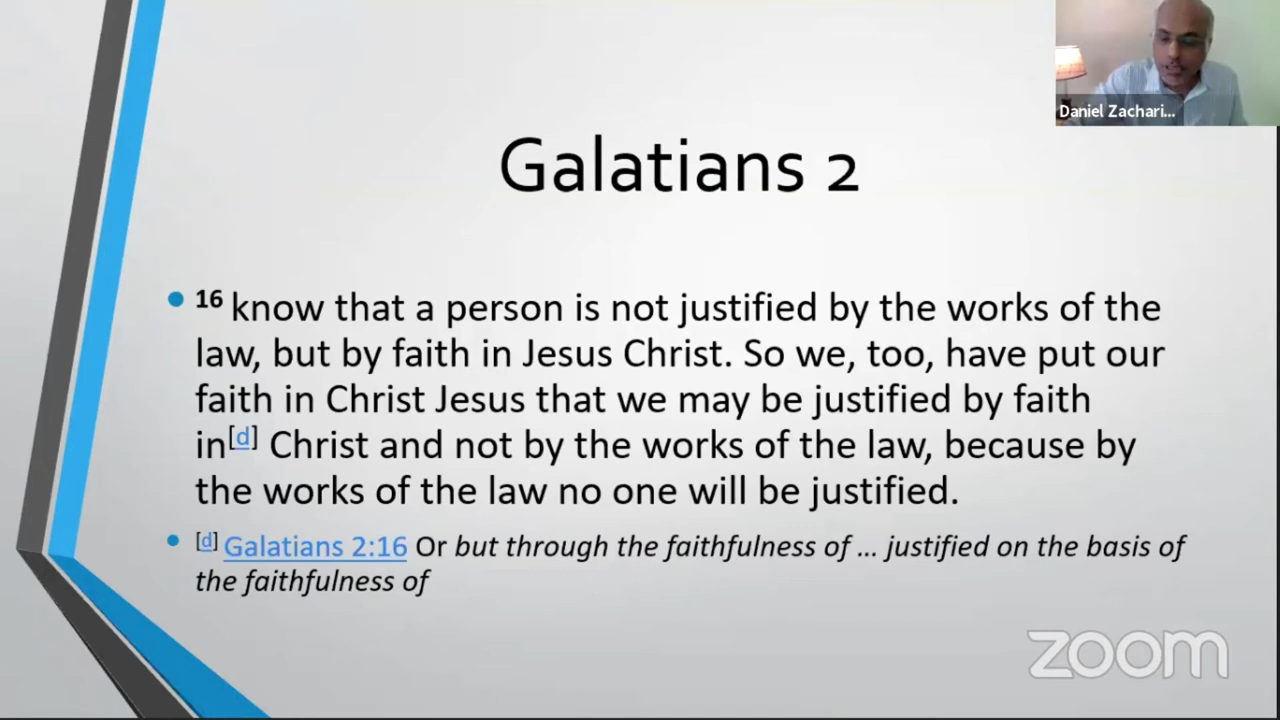 Daniel Zachari...
Galatians 2
• 16 know that a person is not justified by the works of the
law, but by faith in Jesus Christ. So we, too, have put our
faith in Christ Jesus that we may be justified by faith
in[d] Christ and not by the works of the law, because by
the works of the law no one will be justified.
• [d] Galatians 2:16 Or but through the faithfulness of ... justified on the basis of
the faithfulness of
zoom